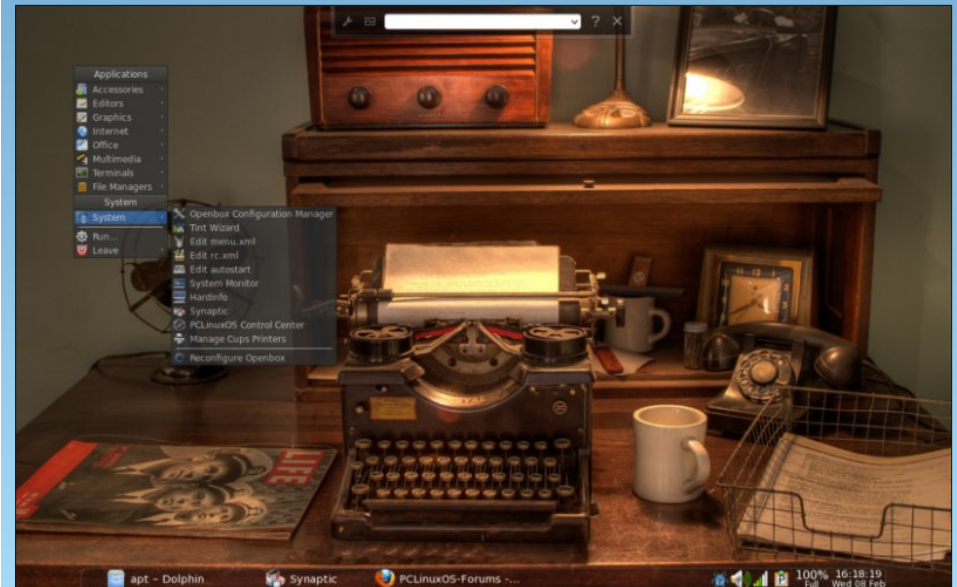 ?
Applications
Accessories
Editors
Graphics
Internet
Office
Multimedia
Terminals
File Managers
System
System
Run...
Leave
Openbox Configuration Manager
Tint Wizard
Edit menu.xml
Edit rc.xml
Edit autostart
System Monitor
Hardinfo
Synaptic
PCLinuxOS Control Center
Manage Cups Printers
Reconfigure Openbox
LIFE
apt - Dolphin
Synaptic
PCLinuxOS-Forums -...
100%
Full
16:18:19
Wed 08 Feb